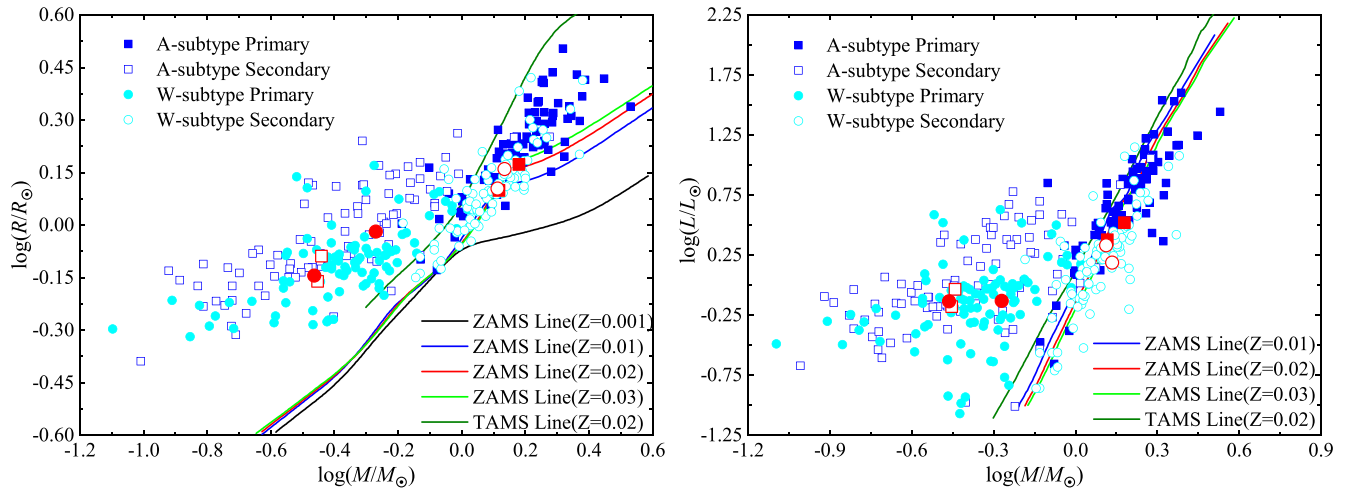 0.60
0.45
0.30
0.15
0.00
-0.15
-0.30
-0.45
-0.60
log(R/R☉)
A-subtype Primary
A-subtype Secondary
W-subtype Primary
W-subtype Secondary
ZAMS Line(Z=0.001)
ZAMS Line(Z=0.01)
ZAMS Line(Z=0.02)
ZAMS Line(Z=0.03)
TAMS Line(Z=0.02)
-1.2 -1.0 -0.8 -0.6 -0.4 -0.2 0.0 0.2 0.4 0.6
log(M/M☉)
2.25
1.75
1.25
0.75
0.25
-0.25
-0.75
-1.25
log(L/L☉)
A-subtype Primary
A-subtype Secondary
W-subtype Primary
W-subtype Secondary
ZAMS Line(Z=0.01)
ZAMS Line(Z=0.02)
ZAMS Line(Z=0.03)
TAMS Line(Z=0.02)
-1.2 -0.9 -0.6 -0.3 0.0 0.3 0.6 0.9
log(M/M☉)